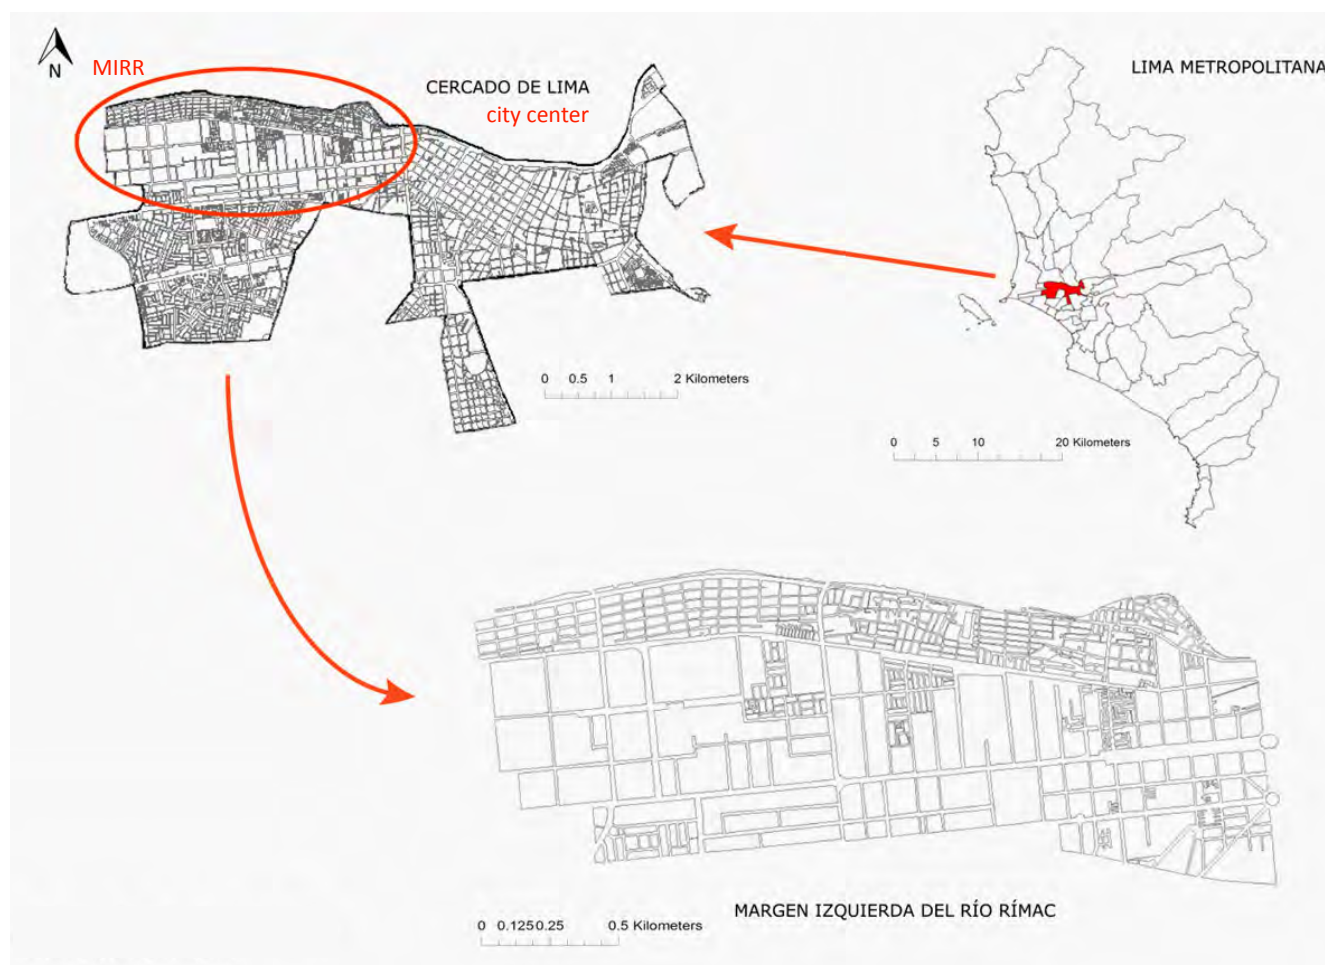 N
MIRR
CERCADO DE LIMA
city center
LIMA METROPOLITANA
0 0.5 1 2 Kilometers
0 5 10 20 Kilometers
MARGEN IZQUIERDA DEL RÍO RÍMAC
0 0.1250.25 0.5 Kilometers